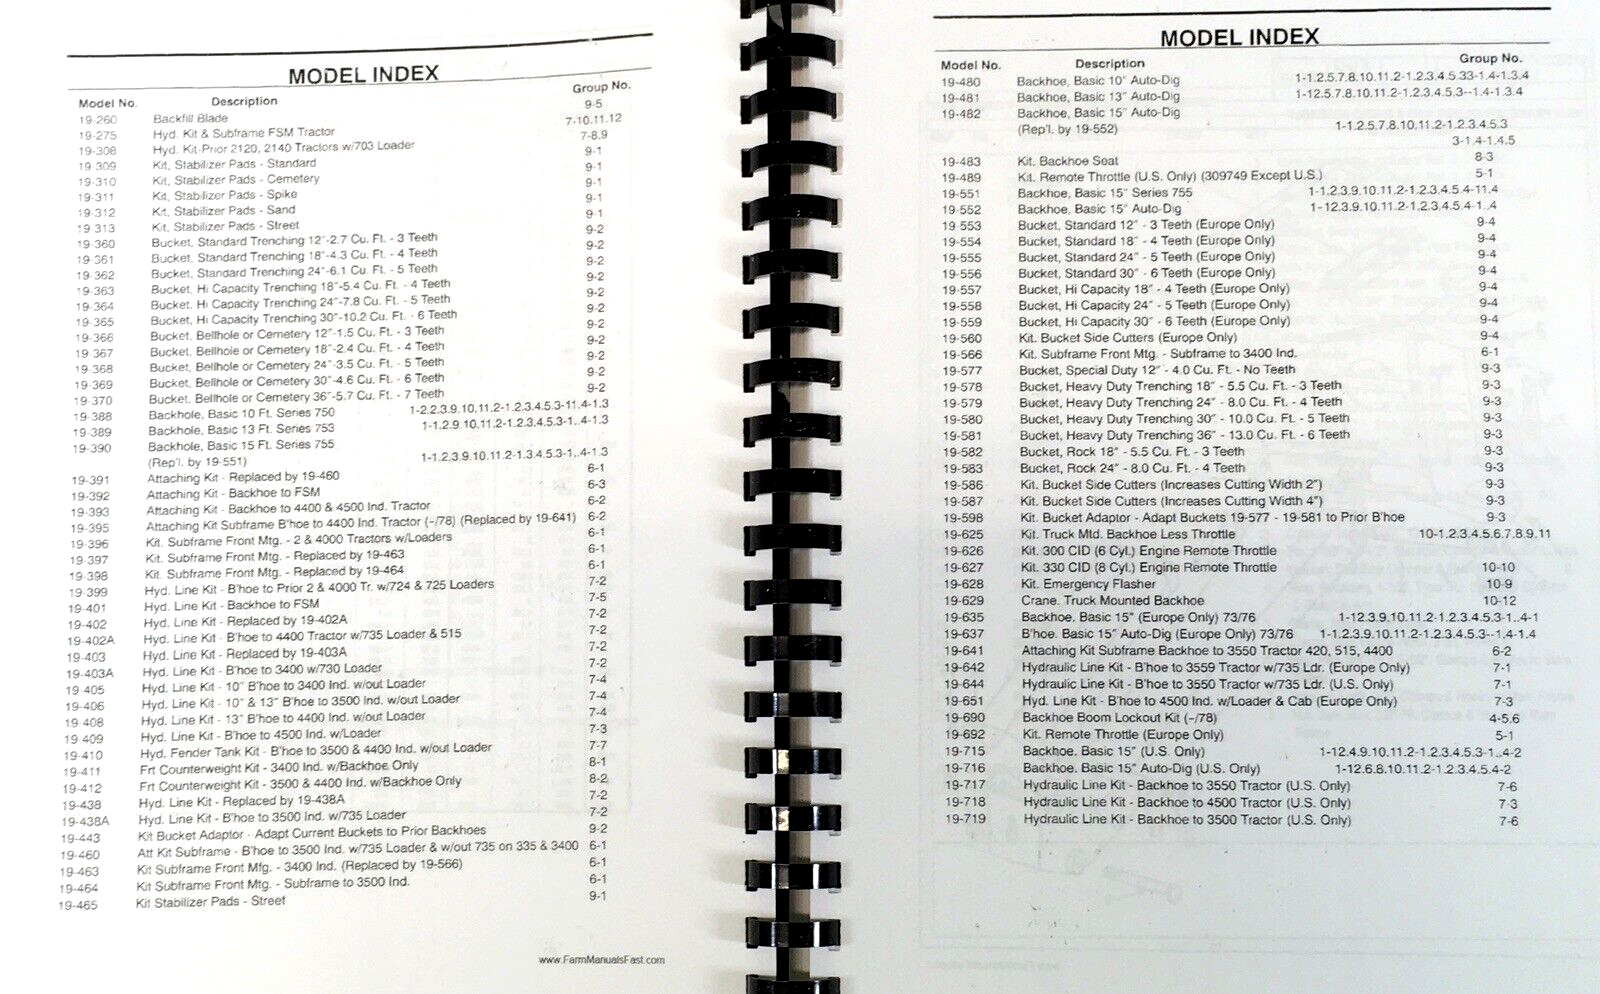 MODEL INDEX
Model No. Description Group No.
19-260 Backfill Blade 9-5
19-275 Hyd. Kit & Subframe FSM Tractor 7-10.11.12
19-308 Hyd. Kit-Prior 2120, 2140 Tractors w/703 Loader 7-8.9
19-309 Kit, Stabilizer Pads - Standard 9-1
19-310 Kit, Stabilizer Pads - Cemetery 9-1
19-311 Kit, Stabilizer Pads - Spike 9-1
19-312 Kit, Stabilizer Pads - Sand 9-1
19-313 Kit, Stabilizer Pads - Street 9-1
19-360 Bucket, Standard Trenching 12"-2.7 Cu. Ft. - 3 Teeth 9-2
19-361 Bucket, Standard Trenching 18"-4.3 Cu. Ft. - 4 Teeth 9-2
19-362 Bucket, Standard Trenching 24"-6.1 Cu. Ft. - 5 Teeth 9-2
19-363 Bucket, Hi Capacity Trenching 18"-5.4 Cu. Ft. - 4 Teeth 9-2
19-364 Bucket, Hi Capacity Trenching 24"-7.8 Cu. Ft. - 5 Teeth 9-2
19-365 Bucket, Hi Capacity Trenching 30"-10.2 Cu. Ft. - 6 Teeth 9-2
19-366 Bucket, Bellhole or Cemetery 12"-1.5 Cu. Ft. - 3 Teeth 9-2
19-367 Bucket, Bellhole or Cemetery 18"-2.4 Cu. Ft. - 4 Teeth 9-2
19-368 Bucket, Bellhole or Cemetery 24"-3.5 Cu. Ft. - 5 Teeth 9-2
19-369 Bucket, Bellhole or Cemetery 30"-4.6 Cu. Ft. - 6 Teeth 9-2
19-370 Bucket, Bellhole or Cemetery 36"-5.7 Cu. Ft. - 7 Teeth 9-2
19-388 Backhole, Basic 10 Ft. Series 750 1-2.2.3.9.10.11.2-1.2.3.4.5.3-11.4-1.3
19-389 Backhole, Basic 13 Ft. Series 753 1-1.2.9.10.11.2-1.2.3.4.5.3-1..4-1.3
19-390 Backhole, Basic 15 Ft. Series 755
(Rep'l. by 19-551) 1-1.2.3.9.10.11.2-1.3.4.5.3-1..4-1.3
19-391 Attaching Kit - Replaced by 19-460 6-1
19-392 Attaching Kit - Backhoe to FSM 6-3
19-393 Attaching Kit - Backhoe to 4400 & 4500 Ind. Tractor 6-2
19-395 Attaching Kit Subframe B'hoe to 4400 Ind. Tractor (-/78) (Replaced by 19-641) 6-2
19-396 Kit. Subframe Front Mtg. - 2 & 4000 Tractors w/Loaders 6-1
19-397 Kit. Subframe Front Mtg. - Replaced by 19-463 6-1
19-398 Kit. Subframe Front Mtg. - Replaced by 19-464 6-1
19-399 Hyd. Line Kit - B'hoe to Prior 2 & 4000 Tr. w/724 & 725 Loaders 7-2
19-401 Hyd. Line Kit - Backhoe to FSM 7-5
19-402 Hyd. Line Kit - Replaced by 19-402A 7-2
19-402A Hyd. Line Kit - B'hoe to 4400 Tractor w/735 Loader & 515 7-2
19-403 Hyd. Line Kit - Replaced by 19-403A 7-2
19-403A Hyd. Line Kit - B'hoe to 3400 w/730 Loader 7-2
19-405 Hyd. Line Kit - 10" B'hoe to 3400 Ind. w/out Loader 7-4
19-406 Hyd. Line Kit - 10" & 13" B'hoe to 3500 Ind. w/out Loader 7-4
19-408 Hyd. Line Kit - 13" B'hoe to 4400 Ind. w/out Loader 7-4
19-409 Hyd. Line Kit - B'hoe to 4500 Ind. w/Loader 7-3
19-410 Hyd. Fender Tank Kit - B'hoe to 3500 & 4400 Ind. w/out Loader 7-7
19-411 Frt Counterweight Kit - 3400 Ind. w/Backhoe Only 8-1
19-412 Frt Counterweight Kit - 3500 & 4400 Ind. w/Backhoe Only 8-2
19-438 Hyd. Line Kit - Replaced by 19-438A 7-2
19-438A Hyd. Line Kit - B'hoe to 3500 Ind. w/735 Loader 7-2
19-443 Kit Bucket Adaptor - Adapt Current Buckets to Prior Backhoes 9-2
19-460 Att Kit Subframe - B'hoe to 3500 Ind. w/735 Loader & w/out 735 on 335 & 3400 6-1
19-463 Kit Subframe Front Mfg. - 3400 Ind. (Replaced by 19-566) 6-1
19-464 Kit Subframe Front Mtg. - Subframe to 3500 Ind. 6-1
19-465 Kit Stabilizer Pads - Street 9-1
www.FarmManualsFast.com
MODEL INDEX
Model No. Description Group No.
19-480 Backhoe, Basic 10" Auto-Dig 1-1.2.5.7.8.10.11.2-1.2.3.4.5.33-1.4-1.3.4
19-481 Backhoe, Basic 13" Auto-Dig 1-12.5.7.8.10.11.2-1.2.3.4.5.3--1.4-1.3.4
19-482 Backhoe, Basic 15" Auto-Dig
(Rep'l. by 19-552) 1-1.2.5.7.8.10.11.2-1.2.3.4.5.3
3-1.4-1.4.5
19-483 Kit. Backhoe Seat 8-3
19-489 Kit. Remote Throttle (U.S. Only) (309749 Except U.S.) 5-1
19-551 Backhoe, Basic 15" Series 755 1-1.2.3.9.10.11.2-1.2.3.4.5.4-11.4
19-552 Backhoe, Basic 15" Auto-Dig 1-12.3.9.10.11.2-1.2.3.4.5.4-1..4
19-553 Bucket, Standard 12" - 3 Teeth (Europe Only) 9-4
19-554 Bucket, Standard 18" - 4 Teeth (Europe Only) 9-4
19-555 Bucket, Standard 24" - 5 Teeth (Europe Only) 9-4
19-556 Bucket, Standard 30" - 6 Teeth (Europe Only) 9-4
19-557 Bucket, Hi Capacity 18" - 4 Teeth (Europe Only) 9-4
19-558 Bucket, Hi Capacity 24" - 5 Teeth (Europe Only) 9-4
19-559 Bucket, Hi Capacity 30" - 6 Teeth (Europe Only) 9-4
19-560 Kit. Bucket Side Cutters (Europe Only) 9-4
19-566 Kit. Subframe Front Mtg. - Subframe to 3400 Ind. 6-1
19-577 Bucket, Special Duty 12" - 4.0 Cu. Ft. - No Teeth 9-3
19-578 Bucket, Heavy Duty Trenching 18" - 5.5 Cu. Ft. - 3 Teeth 9-3
19-579 Bucket, Heavy Duty Trenching 24" - 8.0 Cu. Ft. - 4 Teeth 9-3
19-580 Bucket, Heavy Duty Trenching 30" - 10.0 Cu. Ft. - 5 Teeth 9-3
19-581 Bucket, Heavy Duty Trenching 36" - 13.0 Cu. Ft. - 6 Teeth 9-3
19-582 Bucket, Rock 18" - 5.5 Cu. Ft. - 3 Teeth 9-3
19-583 Bucket, Rock 24" - 8.0 Cu. Ft. - 4 Teeth 9-3
19-586 Kit. Bucket Side Cutters (Increases Cutting Width 2") 9-3
19-587 Kit. Bucket Side Cutters (Increases Cutting Width 4") 9-3
19-598 Kit. Bucket Adaptor - Adapt Buckets 19-577 - 19-581 to Prior B'hoe 9-3
19-625 Kit. Truck Mtd. Backhoe Less Throttle 10-1.2.3.4.5.6.7.8.9.11
19-626 Kit. 300 CID (6 Cyl.) Engine Remote Throttle
19-627 Kit. 330 CID (8 Cyl.) Engine Remote Throttle 10-10
19-628 Kit. Emergency Flasher 10-9
19-629 Crane. Truck Mounted Backhoe 10-12
19-635 Backhoe. Basic 15" (Europe Only) 73/76 1-12.3.9.10.11.2-1.2.3.4.5.3-1..4-1
19-637 B'hoe. Basic 15" Auto-Dig (Europe Only) 73/76 1-1.2.3.9.10.11.2-1.2.3.4.5.3--1.4-1.4
19-641 Attaching Kit Subframe Backhoe to 3550 Tractor 420, 515, 4400 6-2
19-642 Hydraulic Line Kit - B'hoe to 3559 Tractor w/735 Ldr. (Europe Only) 7-1
19-644 Hydraulic Line Kit - B'hoe to 3550 Tractor w/735 Ldr. (U.S. Only) 7-1
19-651 Hyd. Line Kit - B'hoe to 4500 Ind. w/Loader & Cab (Europe Only) 7-3
19-690 Backhoe Boom Lockout Kit (-/78) 4-5.6
19-692 Kit. Remote Throttle (Europe Only) 5-1
19-715 Backhoe. Basic 15" (U.S. Only) 1-12.4.9.10.11.2-1.2.3.4.5.3-1..4-2
19-716 Backhoe. Basic 15" Auto-Dig (U.S. Only) 1-12.6.8.10.11.2-1.2.3.4.5.4-2
19-717 Hydraulic Line Kit - Backhoe to 3550 Tractor (U.S. Only) 7-6
19-718 Hydraulic Line Kit - Backhoe to 4500 Tractor (U.S. Only) 7-3
19-719 Hydraulic Line Kit - Backhoe to 3500 Tractor (U.S. Only) 7-6